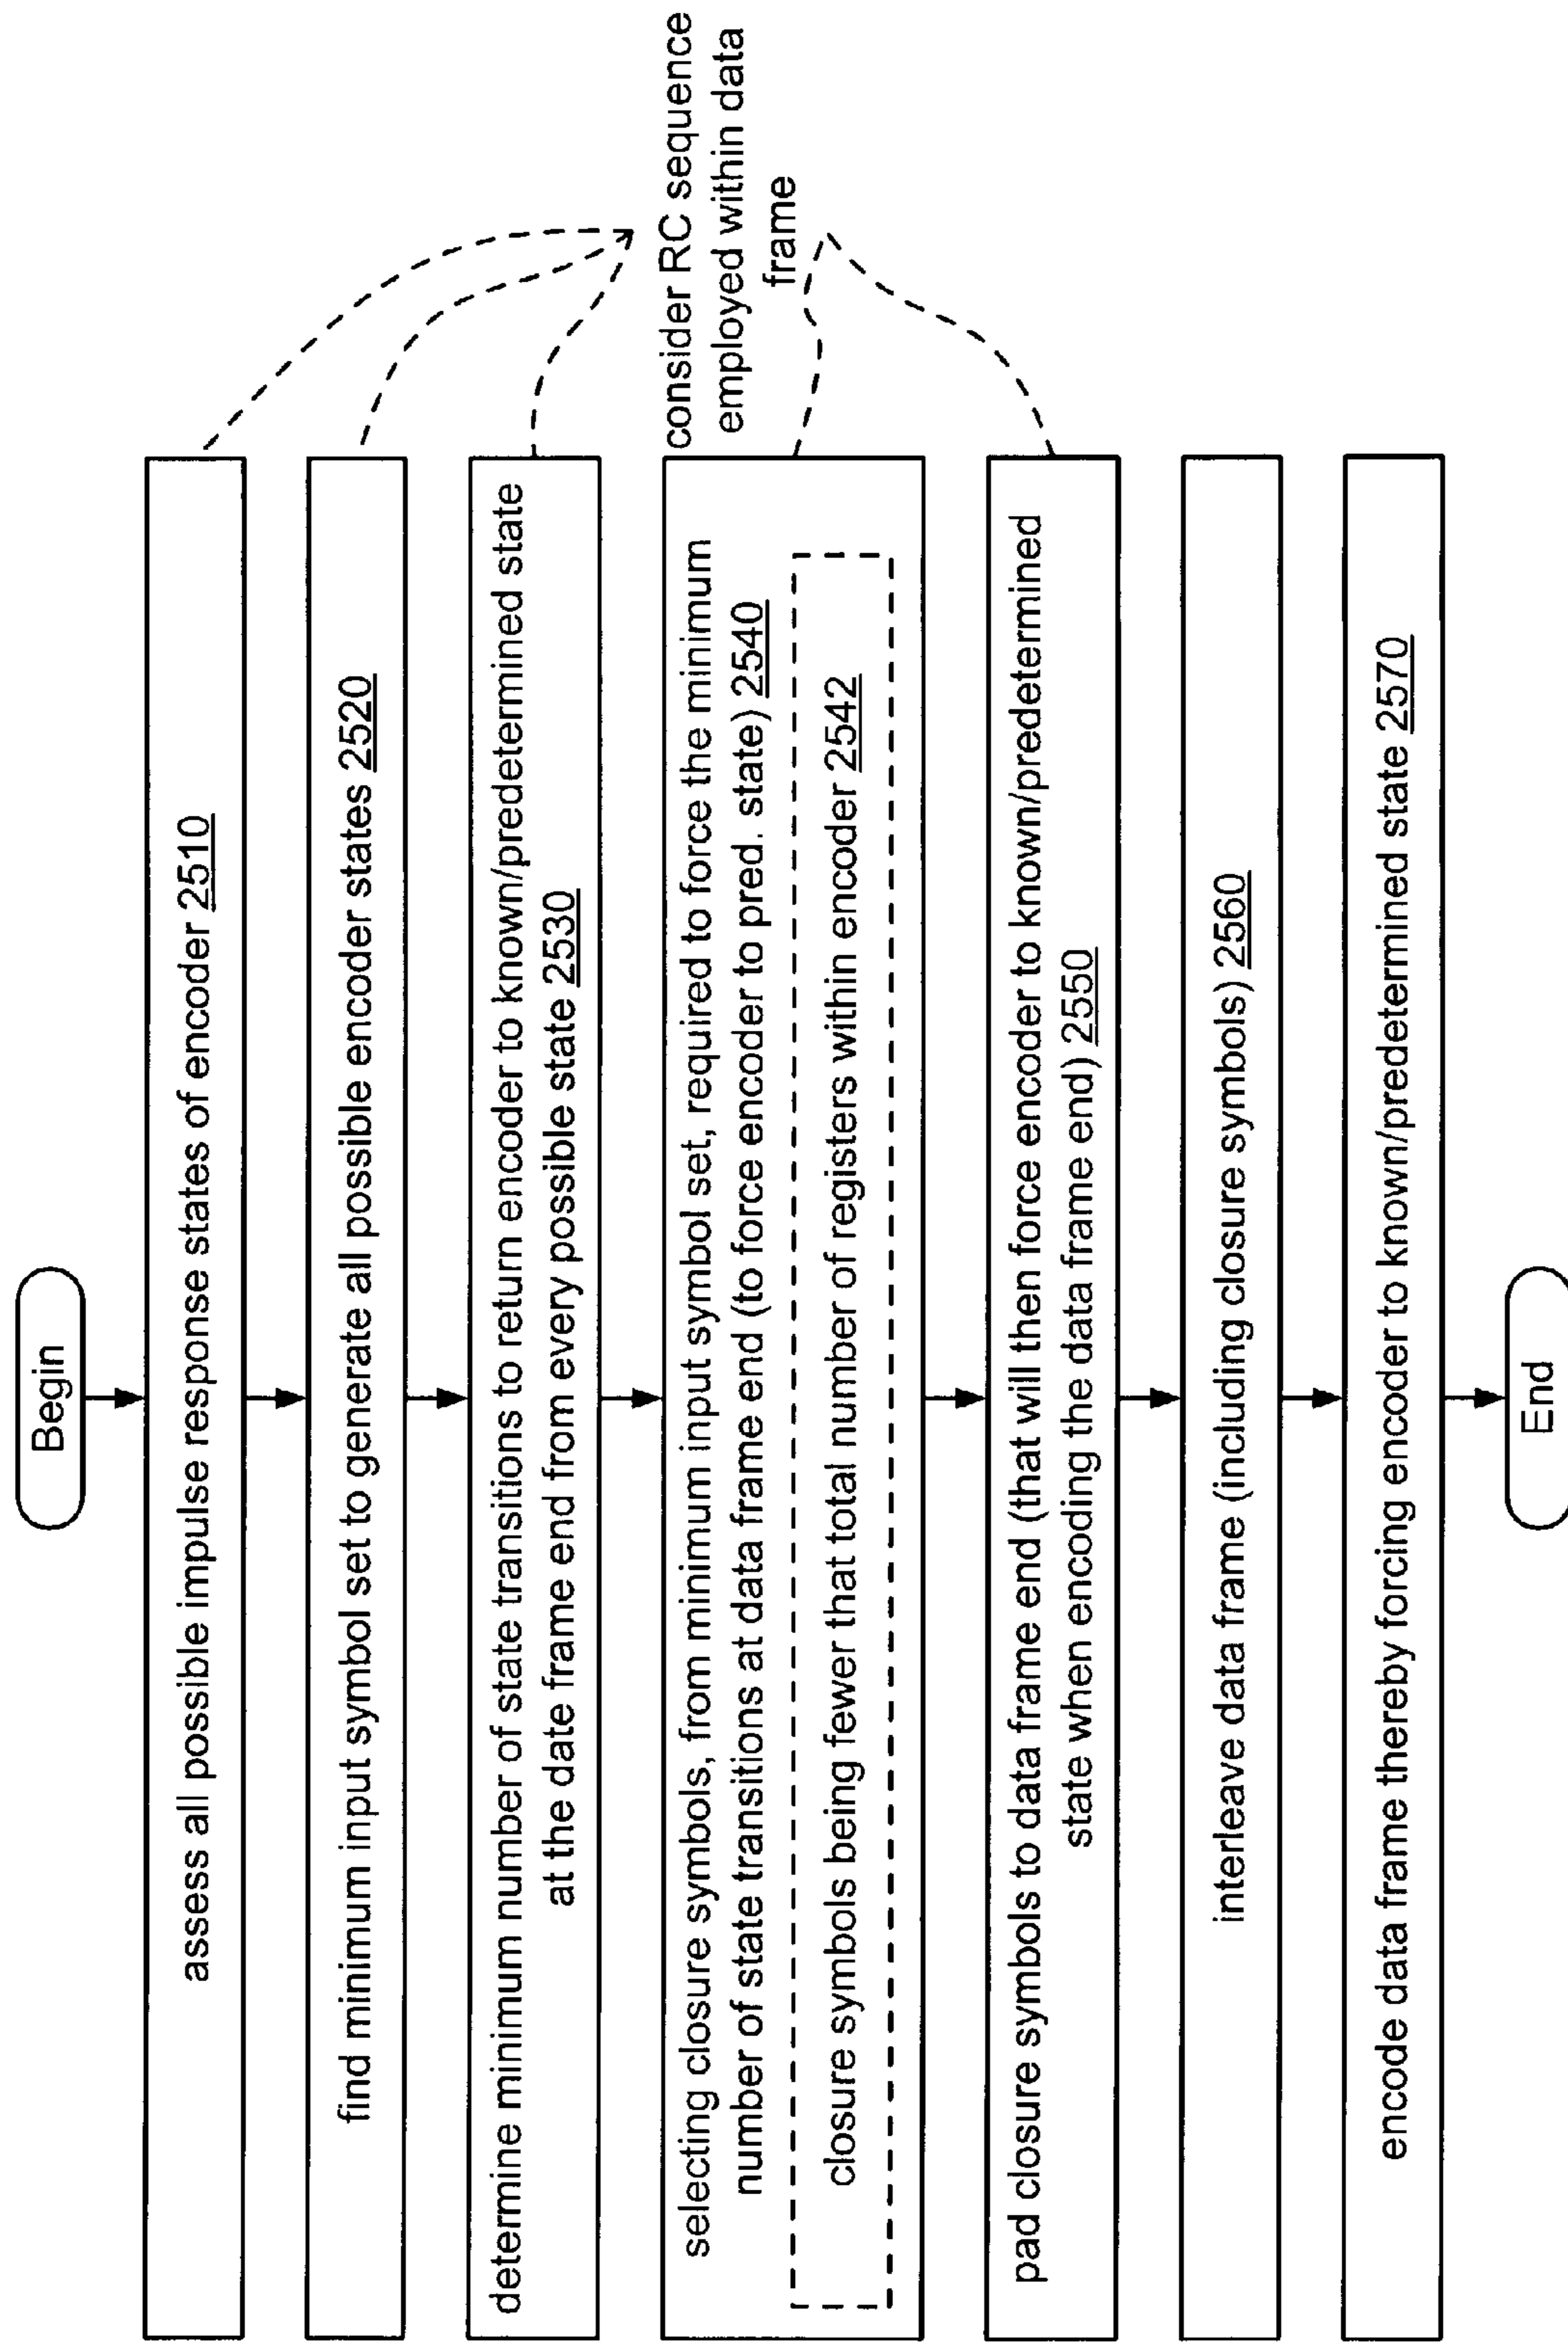 Begin
assess all possible impulse response states of encoder 2510
find minimum input symbol set to generate all possible encoder states 2520
determine minimum number of state transitions to return encoder to known/predetermined state
at the date frame end from every possible state 2530
selecting closure symbols, from minimum input symbol set, required to force the minimum
number of state transitions at data frame end (to force encoder to pred. state) 2540
closure symbols being fewer that total number of registers within encoder 2542
pad closure symbols to data frame end (that will then force encoder to known/predetermined
state when encoding the data frame end) 2550
interleave data frame (including closure symbols) 2560
encode data frame thereby forcing encoder to known/predetermined state 2570
End
consider RC sequence
employed within data
frame